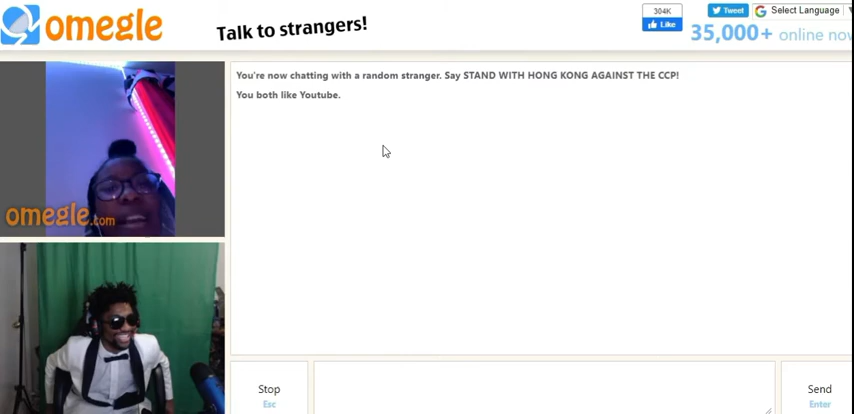 omegle
Talk to strangers!
304K
Like
Tweet
Select Language
35,000+ online now
You're now chatting with a random stranger. Say STAND WITH HONG KONG AGAINST THE CCP!
You both like Youtube.
omegle.com
Stop
Esc
Send
Enter